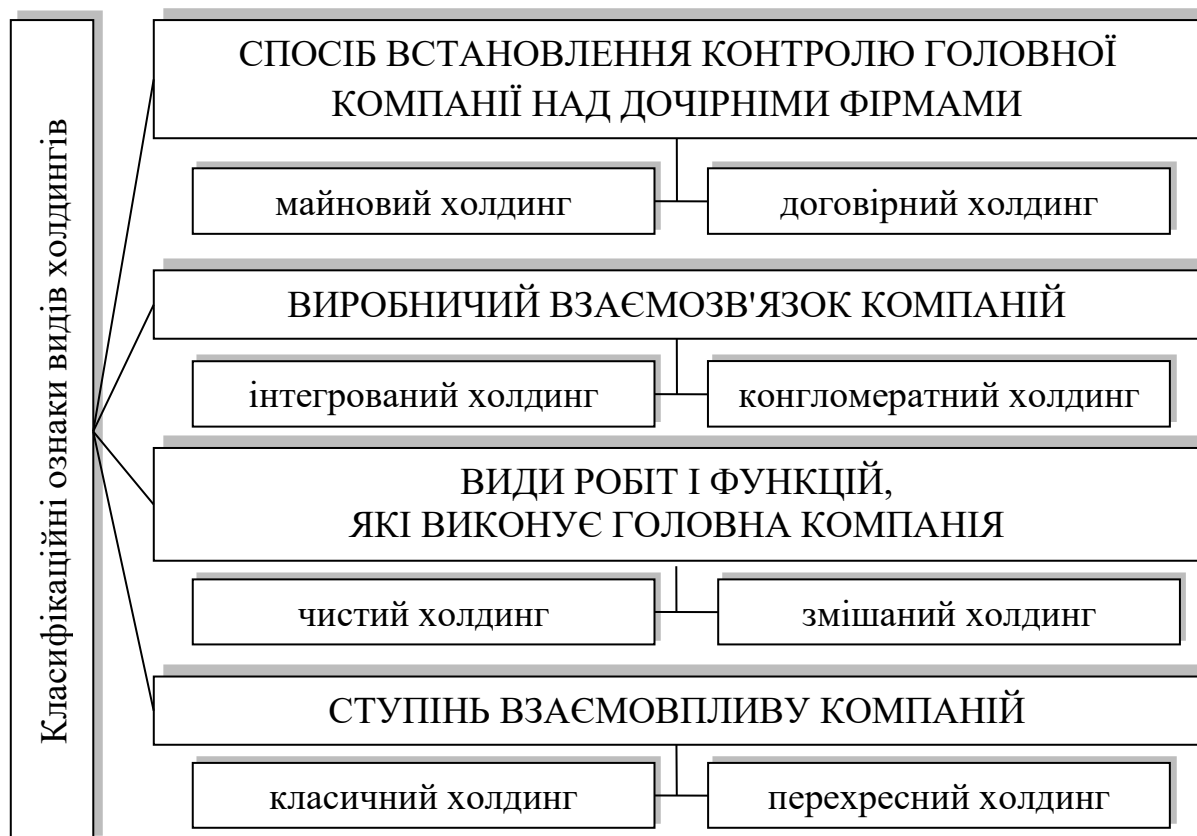 Класифікаційні ознаки видів холдингів
СПОСІБ ВСТАНОВЛЕННЯ КОНТРОЛЮ ГОЛОВНОЇ
КОМПАНІЇ НАД ДОЧІРНІМИ ФІРМАМИ
майновий холдинг
договірний холдинг
ВИРОБНИЧИЙ ВЗАЄМОЗВ'ЯЗОК КОМПАНІЙ
інтегрований холдинг
конгломератний холдинг
ВИДИ РОБІТ І ФУНКЦІЙ,
ЯКІ ВИКОНУЄ ГОЛОВНА КОМПАНІЯ
чистий холдинг
змішаний холдинг
СТУПІНЬ ВЗАЄМОВПЛИВУ КОМПАНІЙ
класичний холдинг
перехресний холдинг